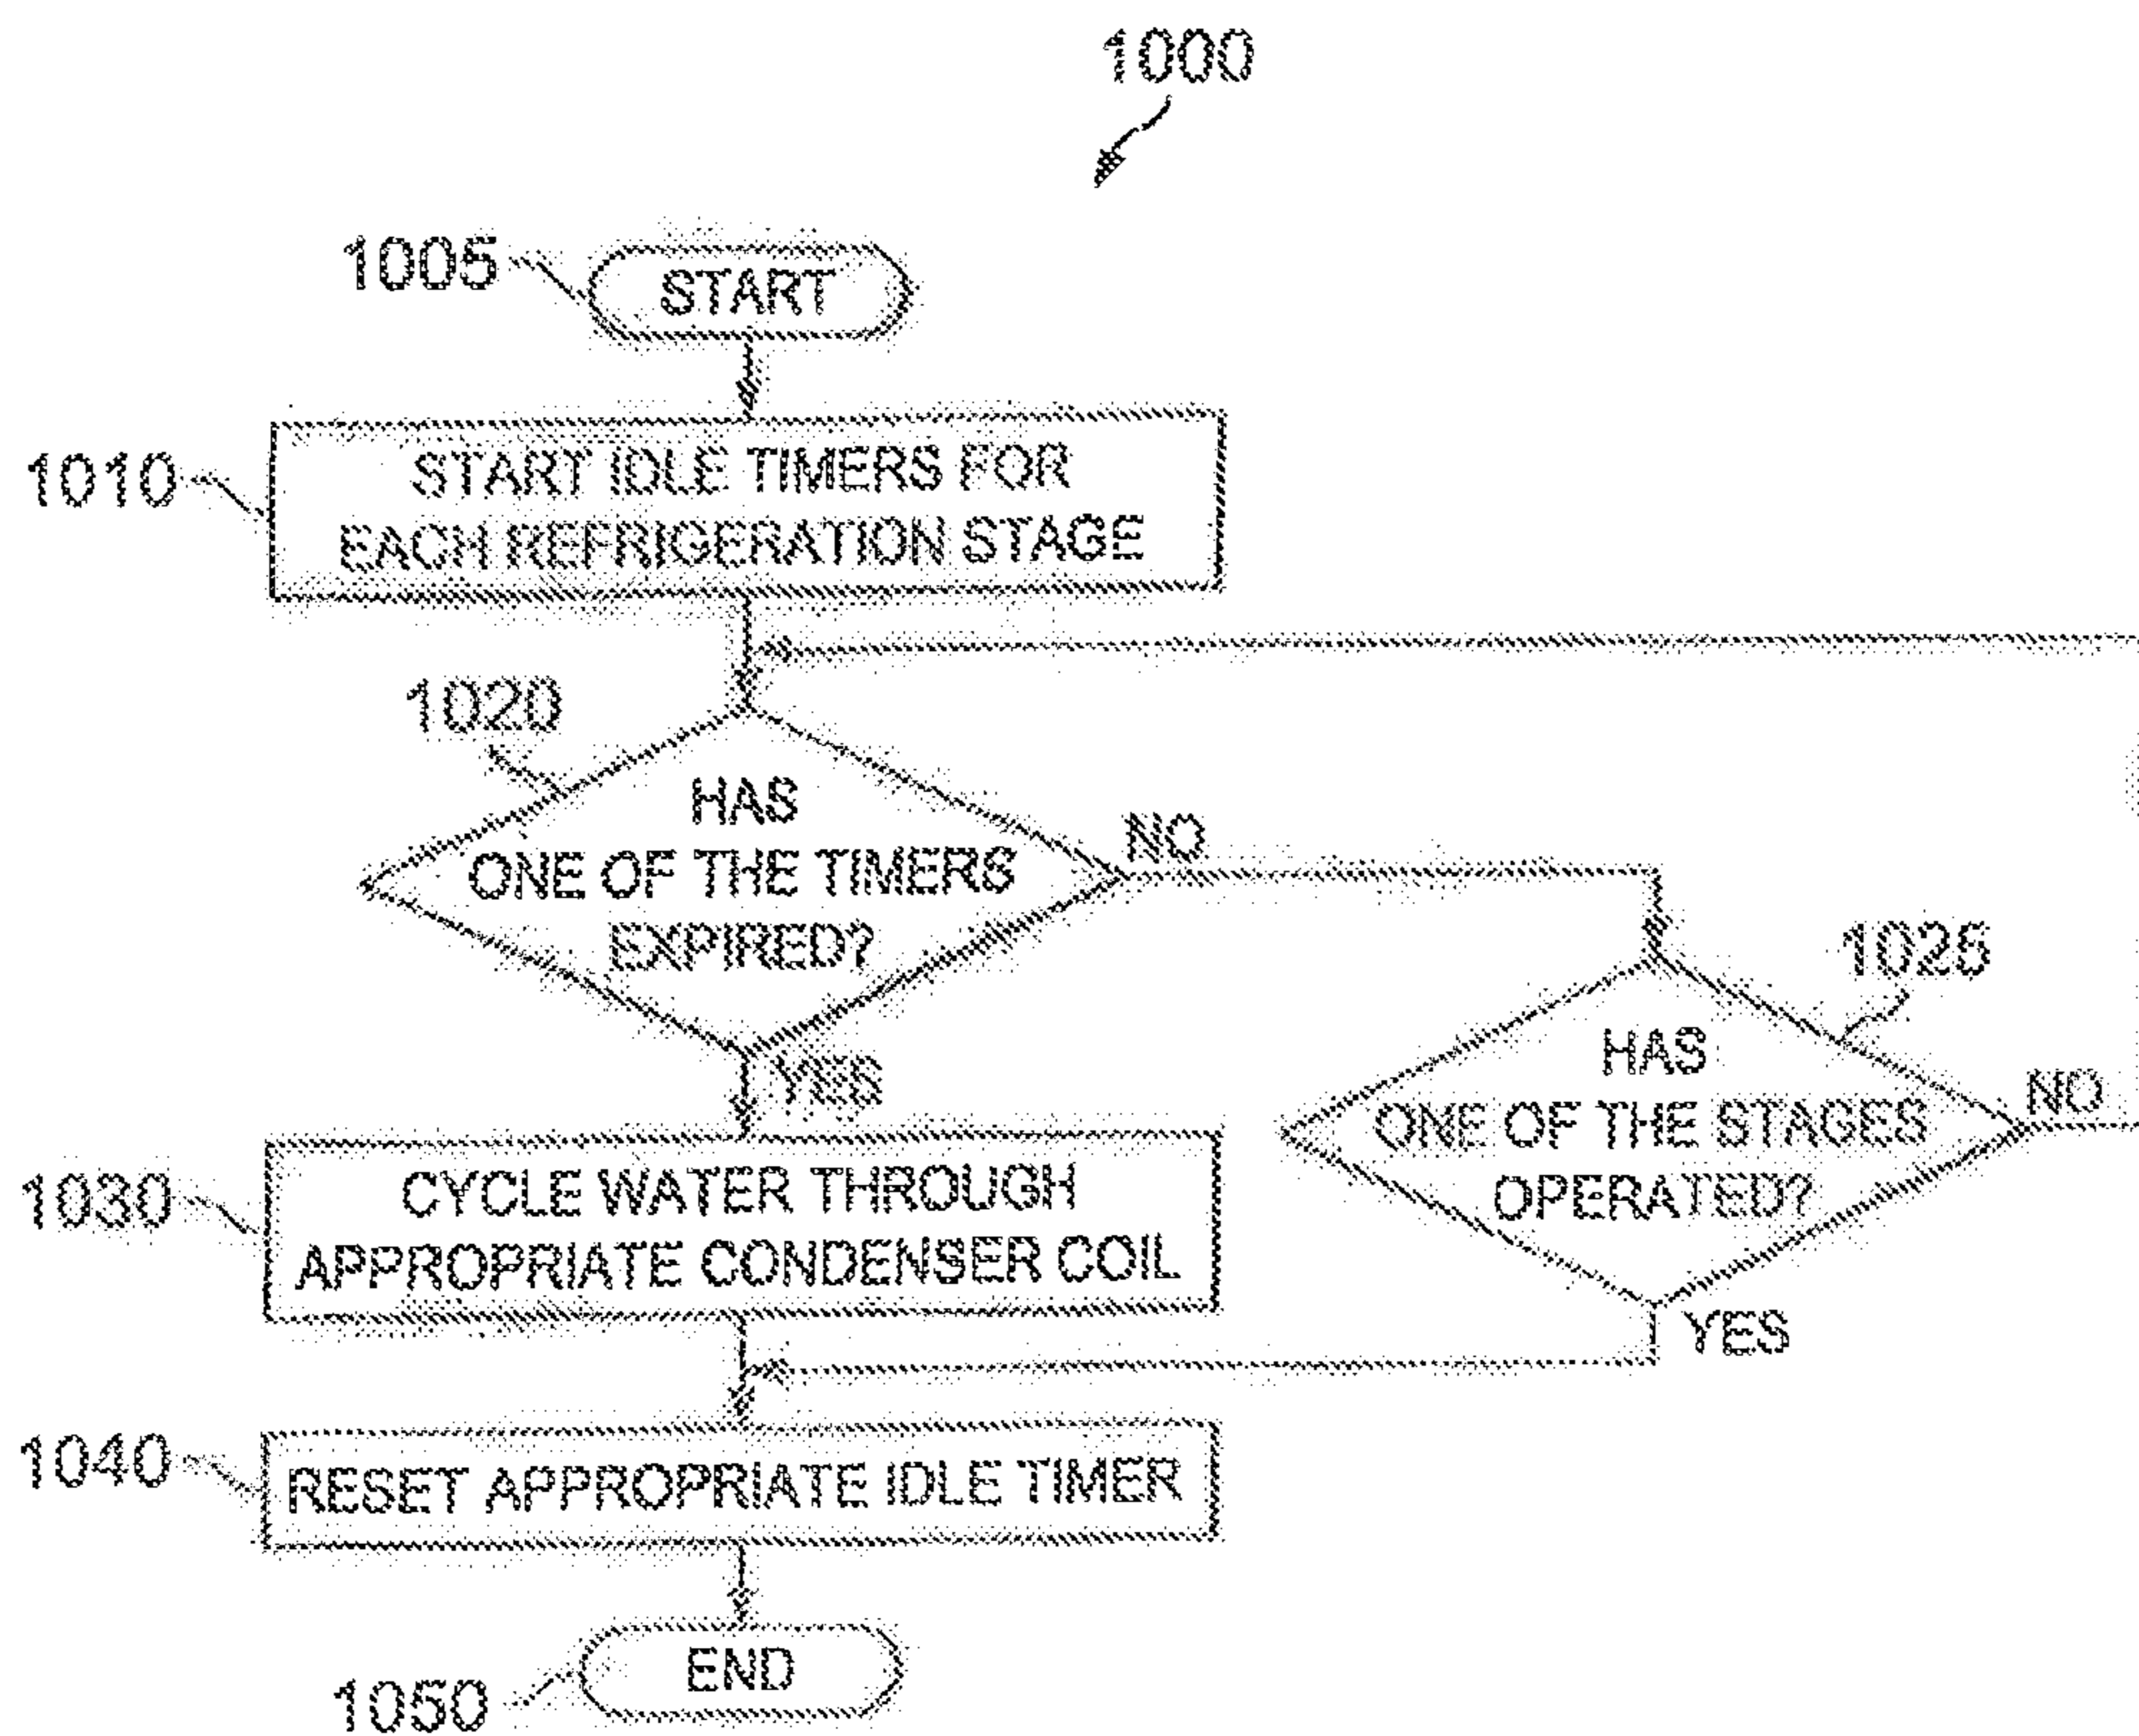 1000
1005
START
1010
START IDLE TIMERS FOR
EACH REFRIGERATION STAGE
1020
HAS
ONE OF THE TIMERS
EXPIRED?
NO
YES
1025
HAS
ONE OF THE STAGES
OPERATED?
NO
YES
1030
CYCLE WATER THROUGH
APPROPRIATE CONDENSER COIL
1040
RESET APPROPRIATE IDLE TIMER
1050
END